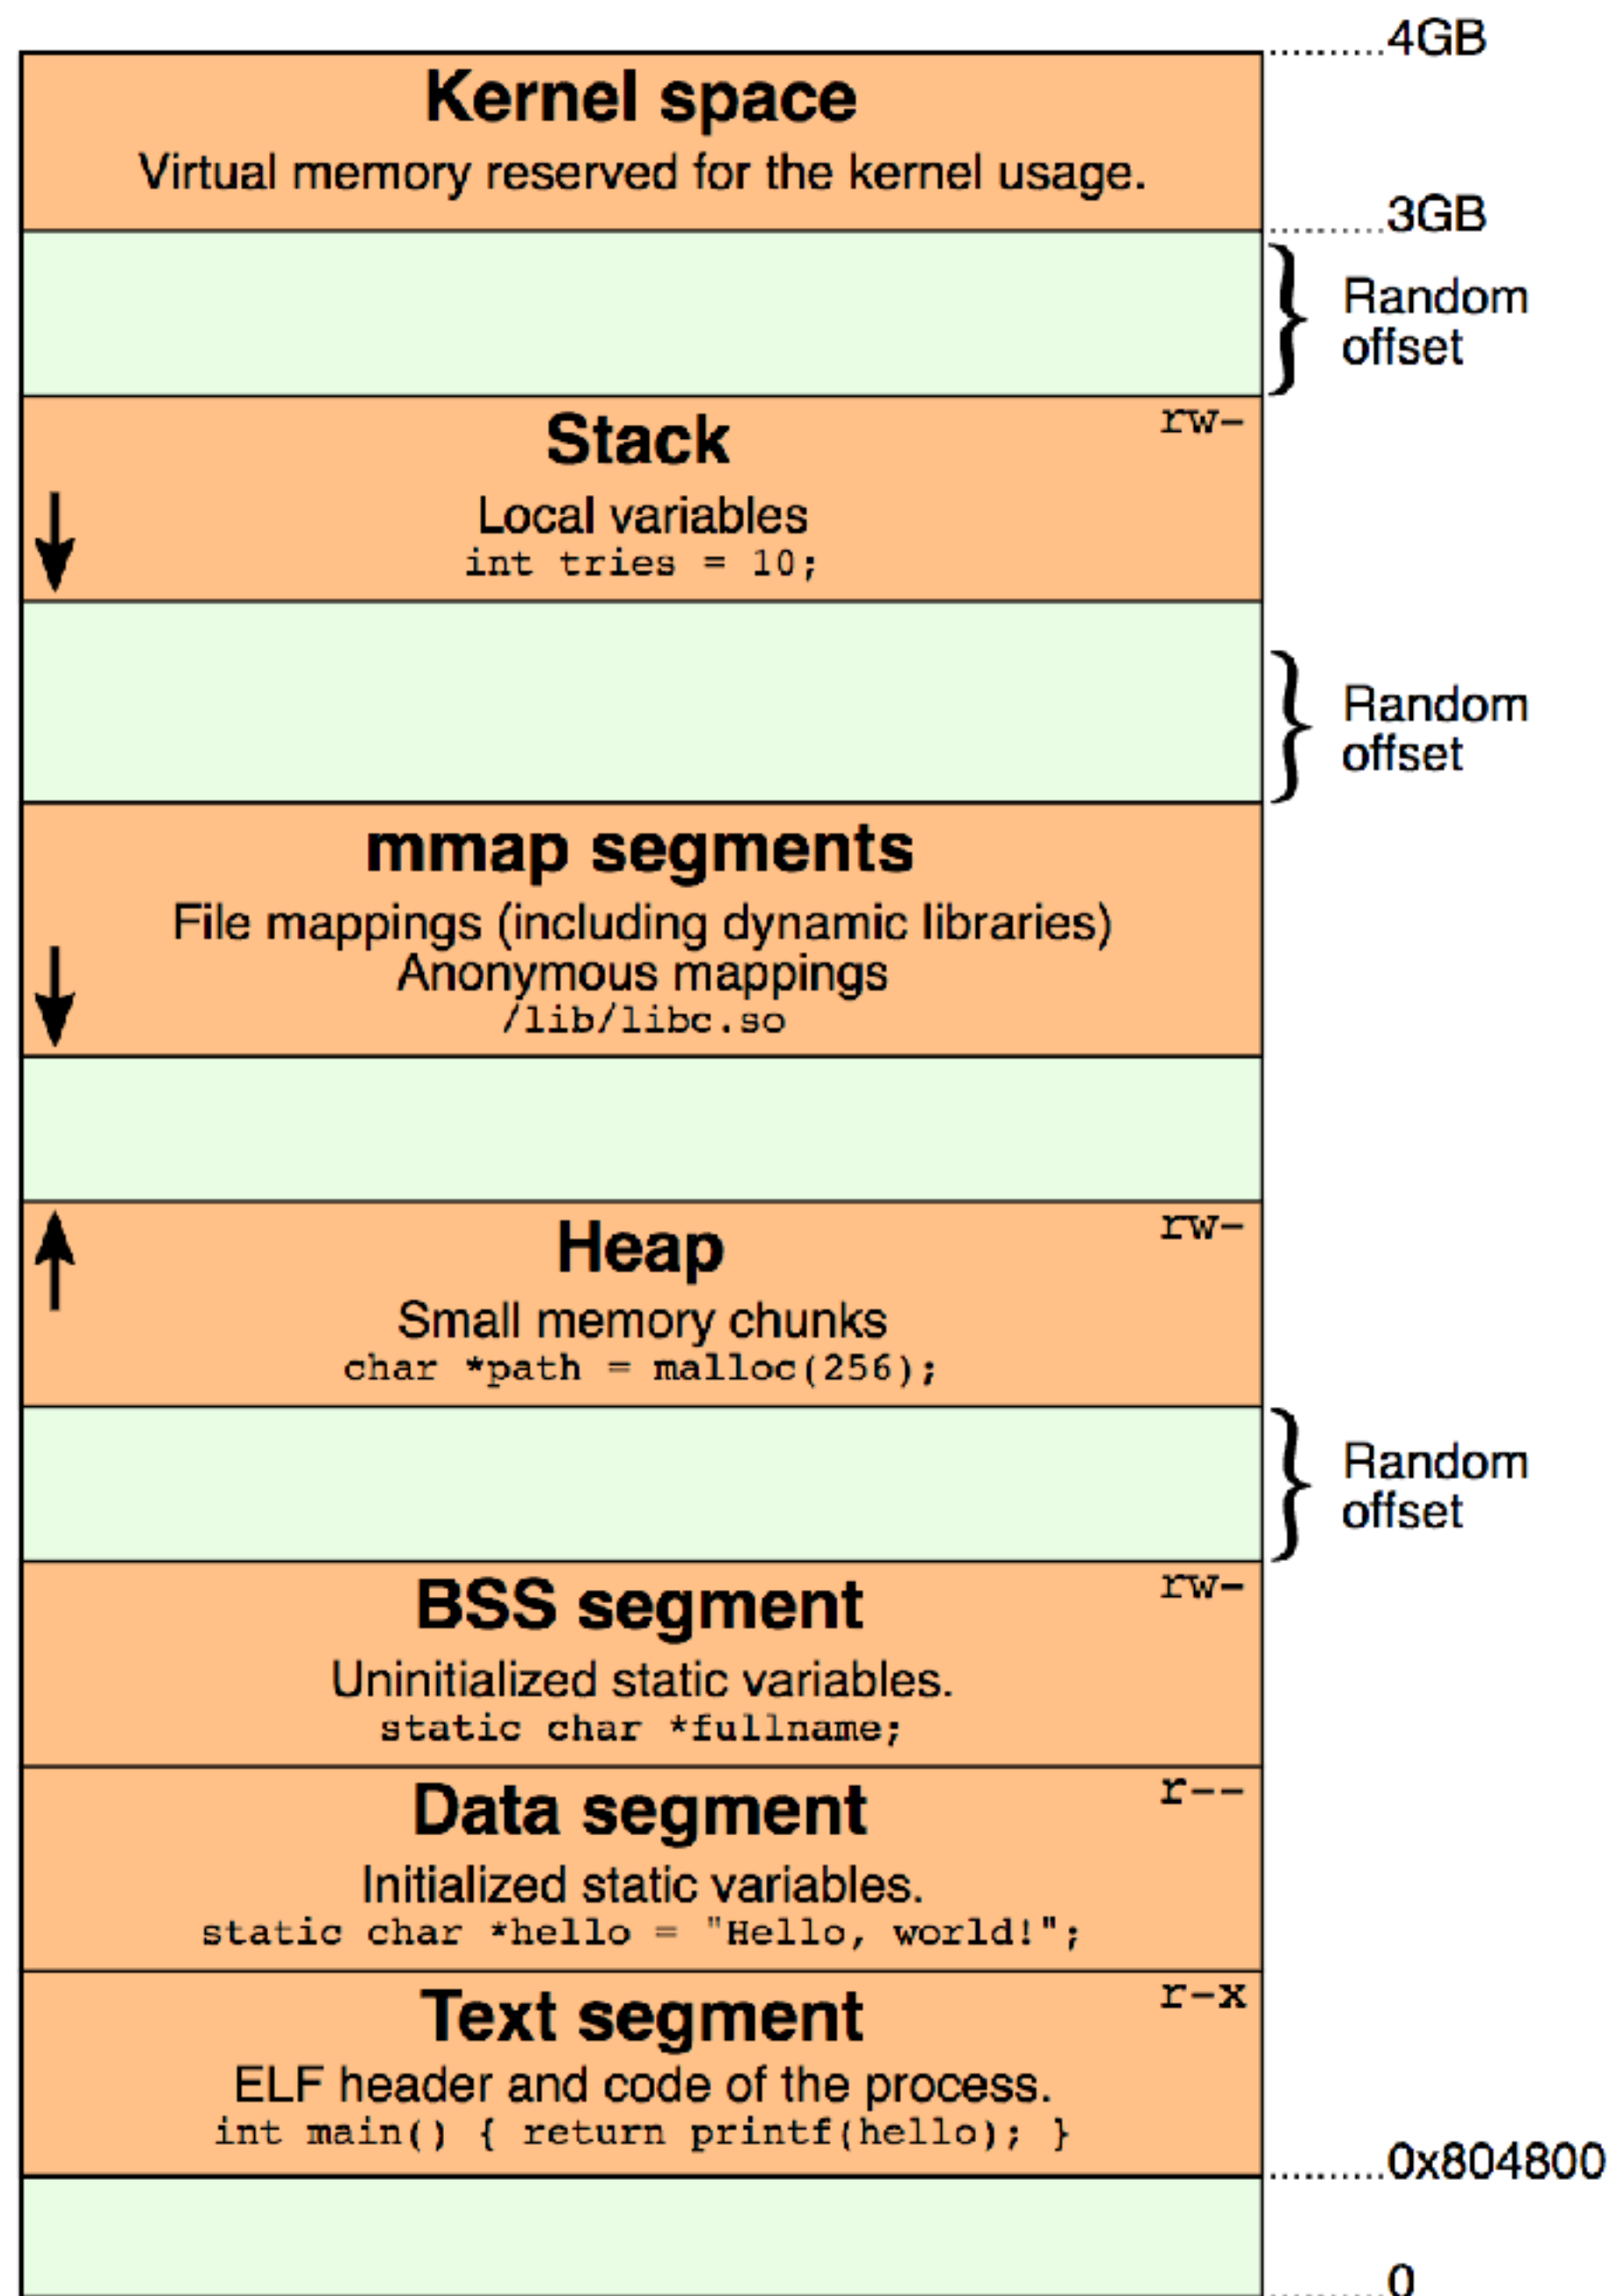 4GB
Kernel space
Virtual memory reserved for the kernel usage.
3GB
Random
offset
rw-
Stack
Local variables
int tries = 10;
Random
offset
mmap segments
File mappings (including dynamic libraries)
Anonymous mappings
/lib/libc.so
rw-
Heap
Small memory chunks
char *path = malloc(256);
Random
offset
rw-
BSS segment
Uninitialized static variables.
static char *fullname;
r--
Data segment
Initialized static variables.
static char *hello = "Hello, world!";
r-x
Text segment
ELF header and code of the process.
int main() { return printf(hello); }
0x804800
0